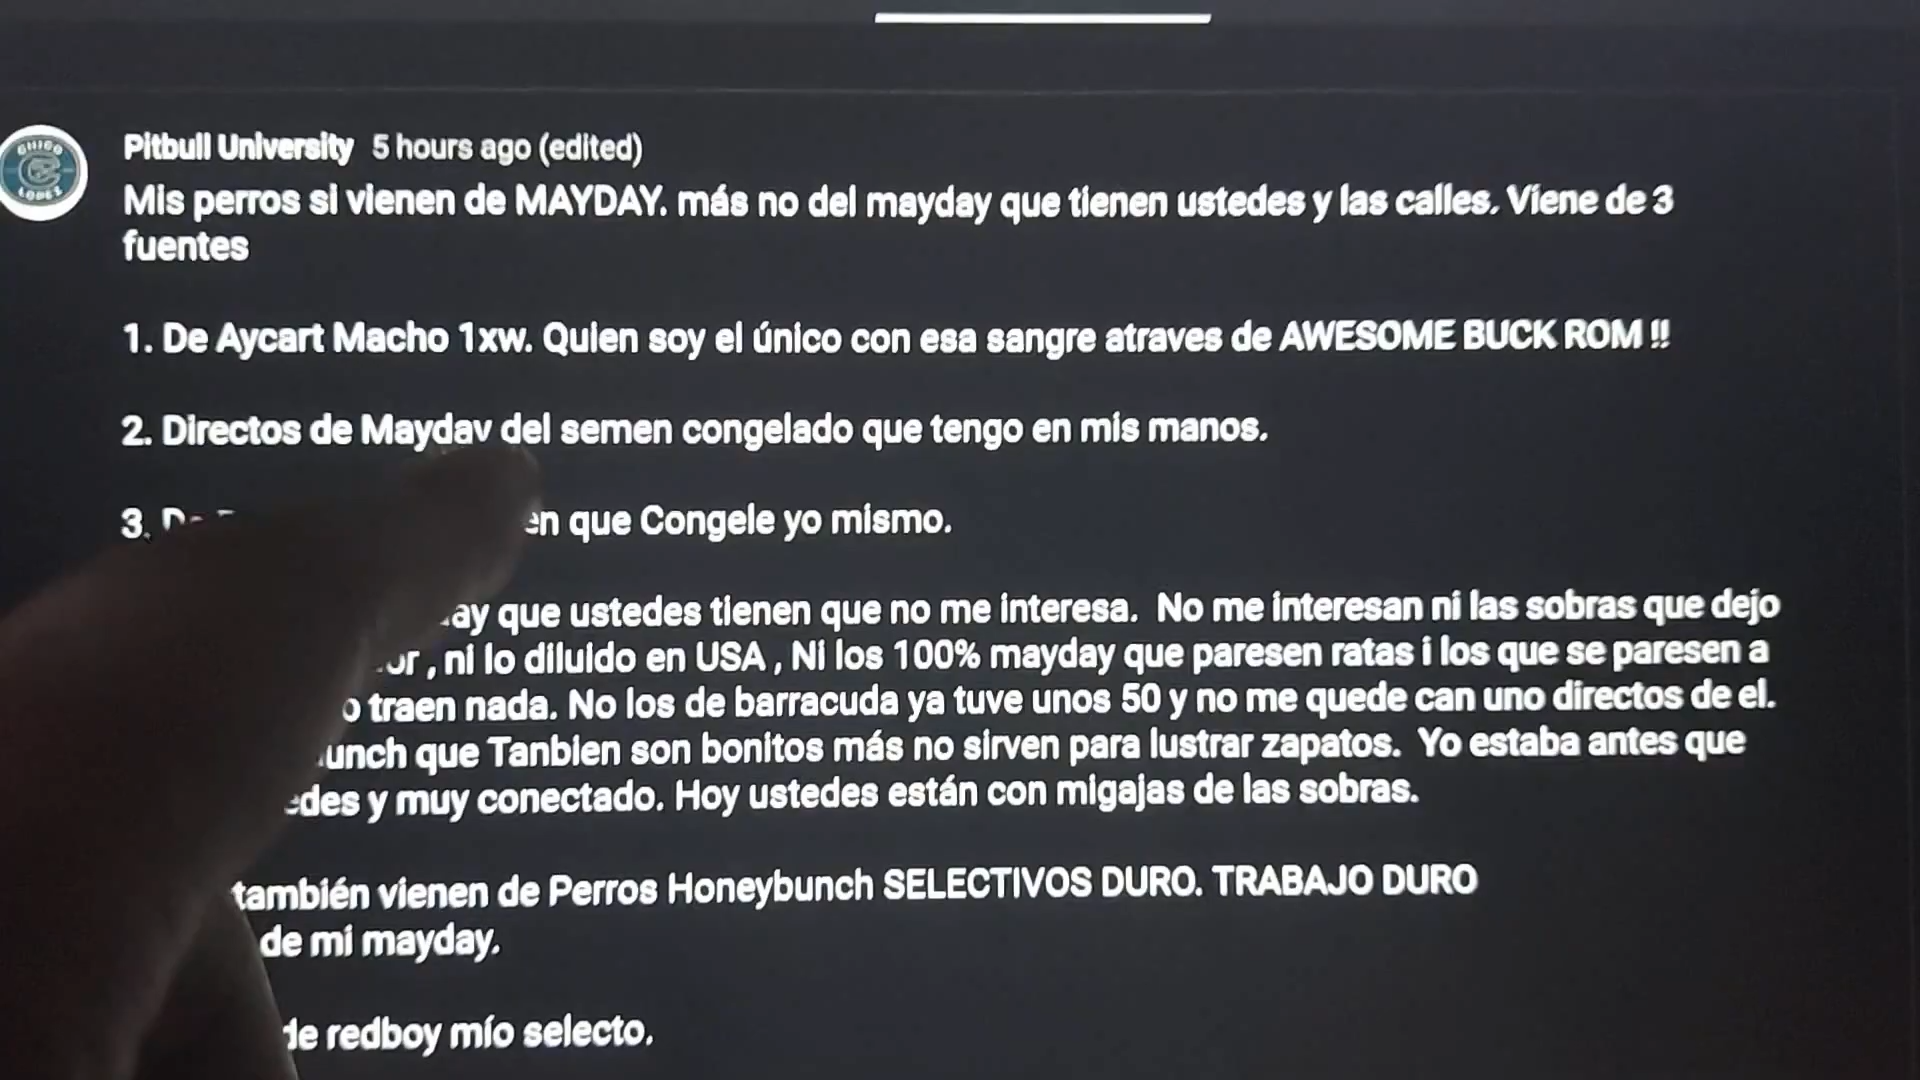 CHICO
LOPEZ
Pitbull University 5 hours ago (edited)
Mis perros si vienen de MAYDAY. más no del mayday que tienen ustedes y las calles. Viene de 3
fuentes
1. De Aycart Macho 1xw. Quien soy el único con esa sangre atraves de AWESOME BUCK ROM !!
2. Directos de Mayday del semen congelado que tengo en mis manos.
3. que Congele yo mismo.
que ustedes tienen que no me interesa. No me interesan ni las sobras que dejo
, ni lo diluido en USA , Ni los 100% mayday que paresen ratas i los que se paresen a
traen nada. No los de barracuda ya tuve unos 50 y no me quede can uno directos de el.
que Tanbien son bonitos más no sirven para lustrar zapatos. Yo estaba antes que
y muy conectado. Hoy ustedes están con migajas de las sobras.
también vienen de Perros Honeybunch SELECTIVOS DURO. TRABAJO DURO
de mi mayday.
de redboy mío selecto.